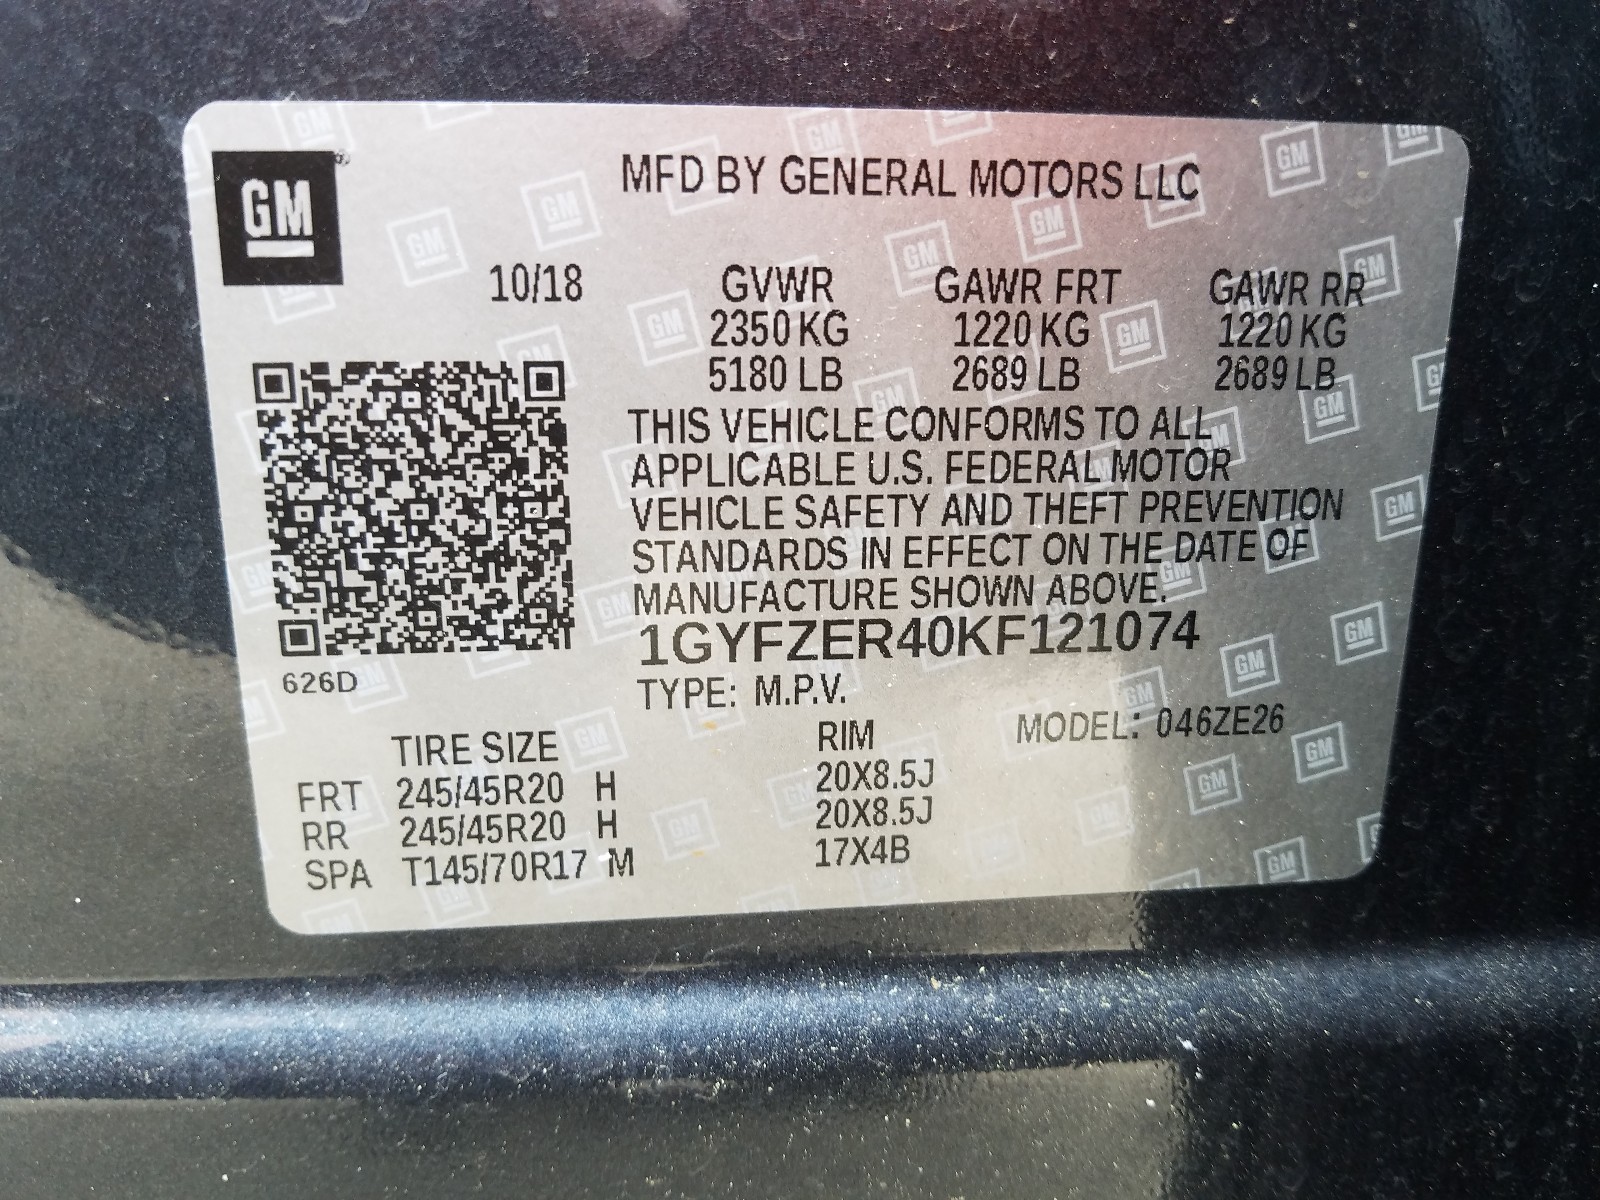 GM
MFD BY GENERAL MOTORS LLC
10/18 GVWR GAWR FRT GAWR RR
2350 KG 1220 KG 1220 KG
5180 LB 2689 LB 2689 LB
THIS VEHICLE CONFORMS TO ALL
APPLICABLE U.S. FEDERAL MOTOR
VEHICLE SAFETY AND THEFT PREVENTION
STANDARDS IN EFFECT ON THE DATE OF
MANUFACTURE SHOWN ABOVE.
1GYFZER40KF121074
626D
TYPE: M.P.V.
MODEL: 046ZE26
TIRE SIZE RIM
FRT 245/45R20 H 20X8.5J
RR 245/45R20 H 20X8.5J
SPA T145/70R17 M 17X4B